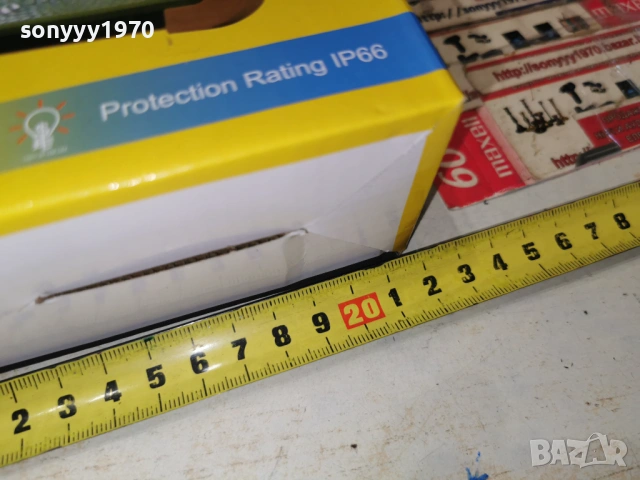 sonyyy1970
sonyyy1970
Protection Rating IP66
http://sonyyy1970.bazar.
maxell
60
2 3 4 5 6 7 8 9 20 1 2 3 4 5 6 7 8
BAZAR